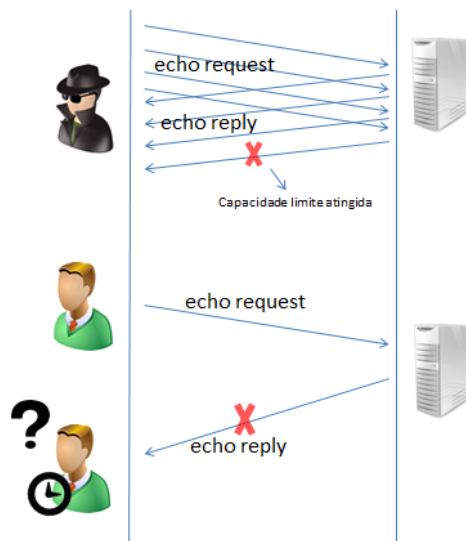 echo request
echo reply
Capacidade limite atingida
echo request
?
echo reply